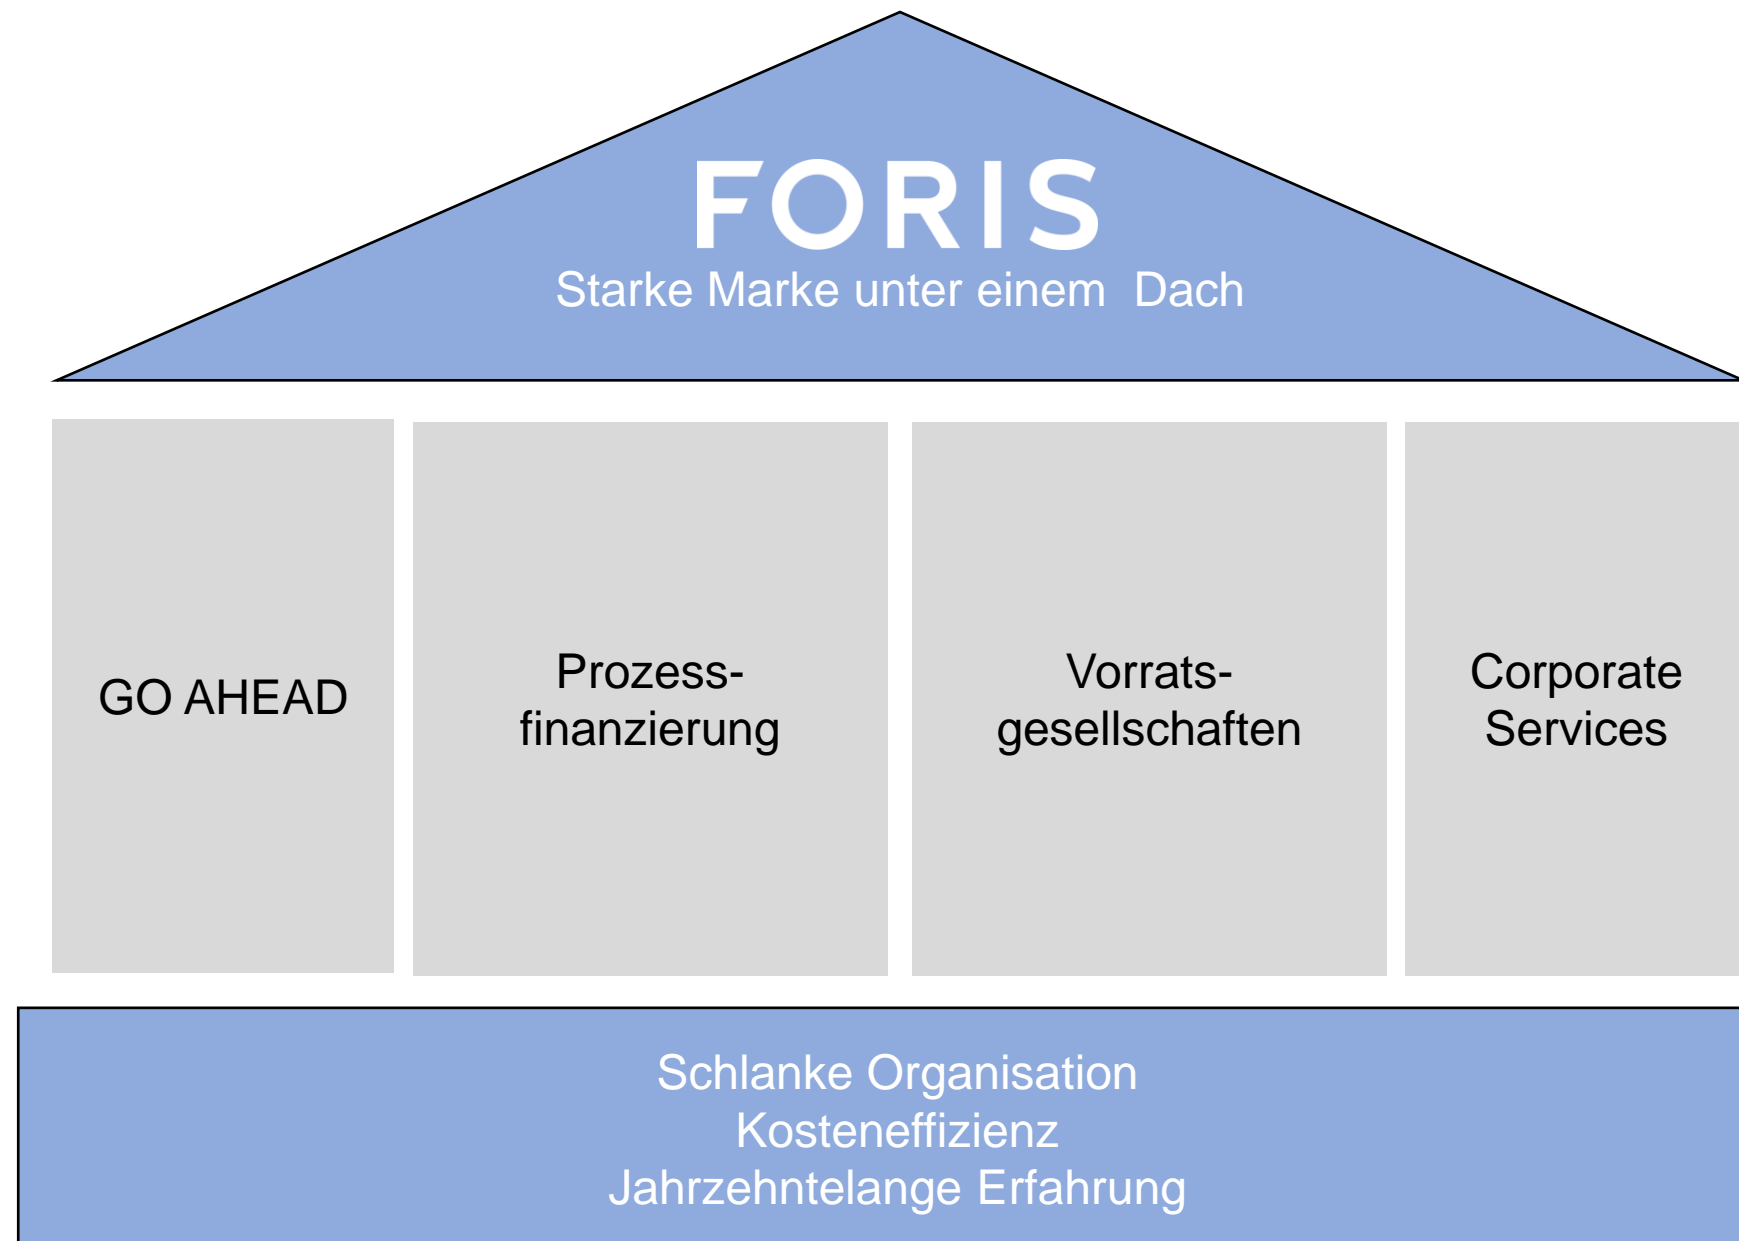 FORIS
Starke Marke unter einem  Dach
GO AHEAD
Prozess-
finanzierung
Vorrats-
gesellschaften
Corporate
Services
Schlanke Organisation
Kosteneffizienz
Jahrzehntelange Erfahrung